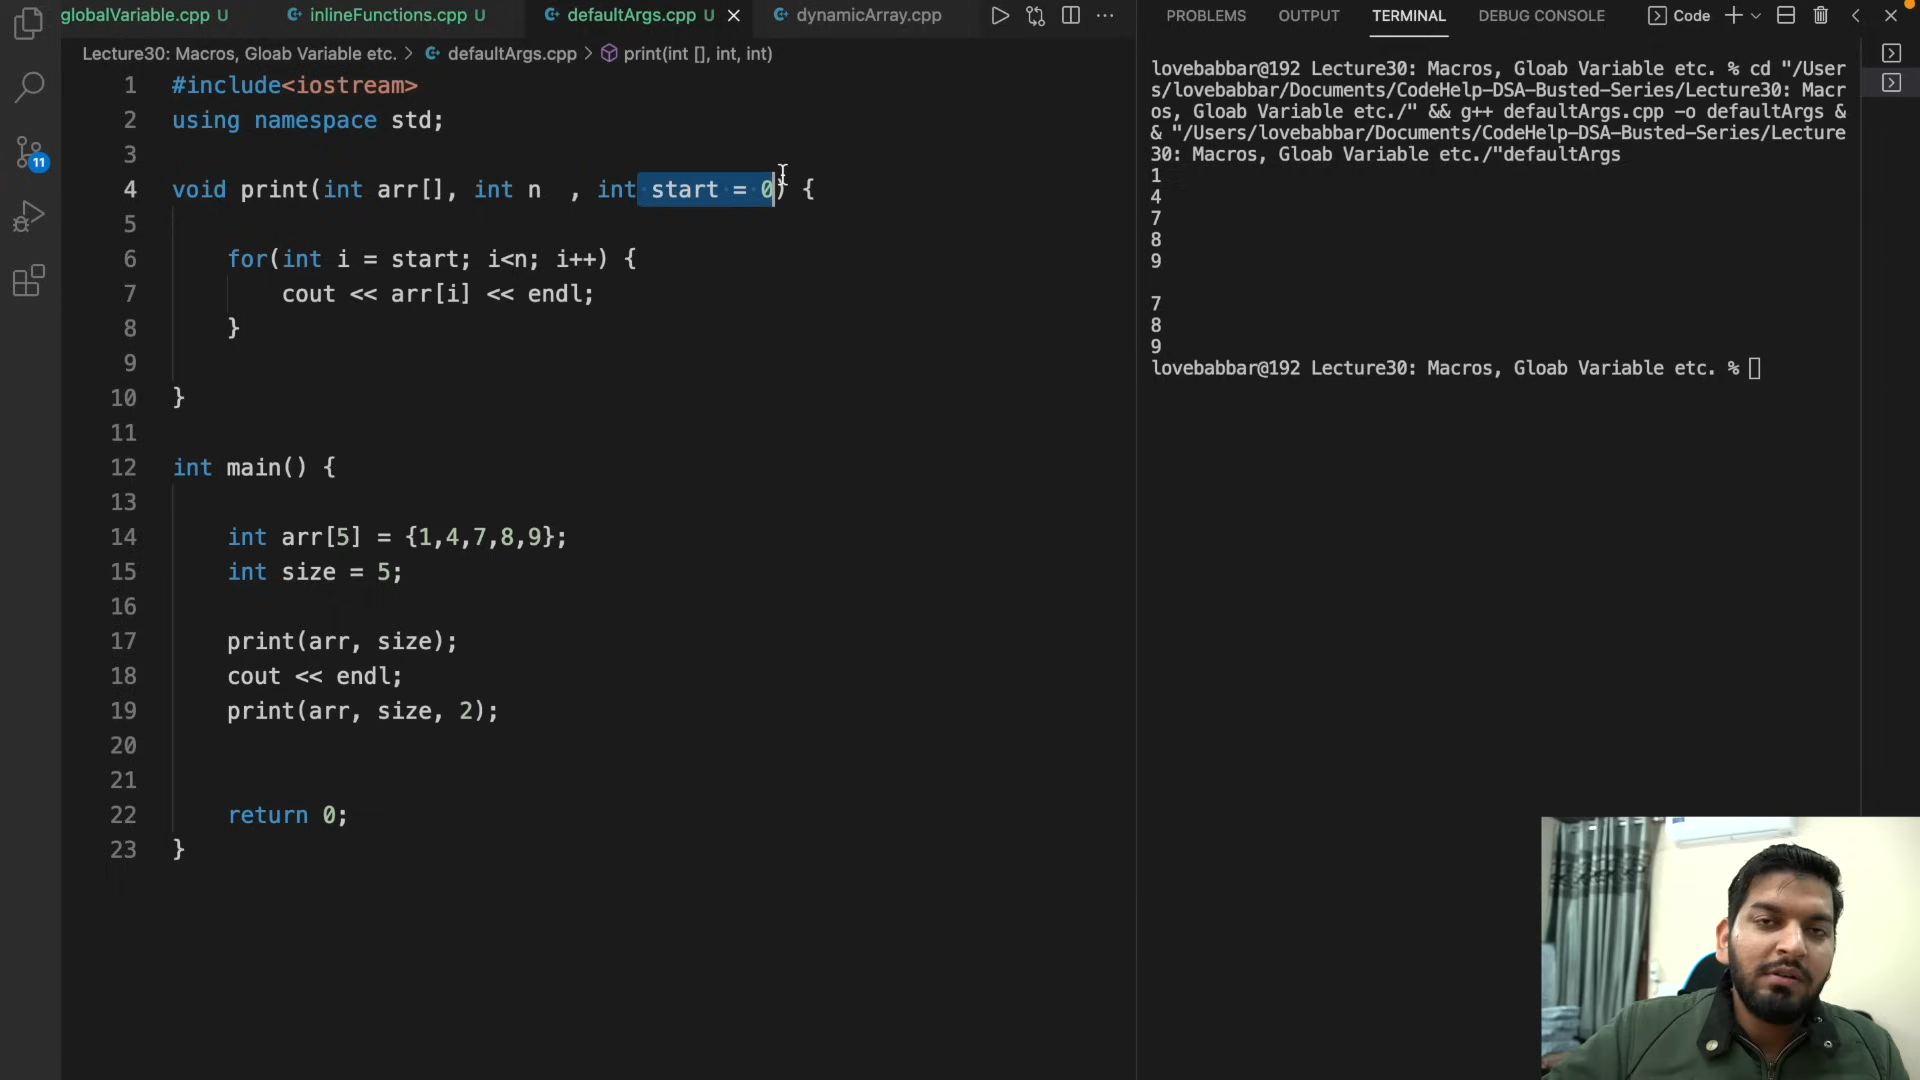 globalVariable.cpp U inlineFunctions.cpp U defaultArgs.cpp U dynamicArray.cpp
Lecture30: Macros, Gloab Variable etc. > defaultArgs.cpp > print(int [], int, int)
11
1 #include<iostream>
2 using namespace std;
3
4 void print(int arr[], int n  , int start = 0) {
5
6     for(int i = start; i<n; i++) {
7         cout << arr[i] << endl;
8     }
9
10 }
11
12 int main() {
13
14     int arr[5] = {1,4,7,8,9};
15     int size = 5;
16
17     print(arr, size);
18     cout << endl;
19     print(arr, size, 2);
20
21
22     return 0;
23 }
PROBLEMS OUTPUT TERMINAL DEBUG CONSOLE Code
lovebabbar@192 Lecture30: Macros, Gloab Variable etc. % cd "/User
s/lovebabbar/Documents/CodeHelp-DSA-Busted-Series/Lecture30: Macr
os, Gloab Variable etc./" && g++ defaultArgs.cpp -o defaultArgs &
& "/Users/lovebabbar/Documents/CodeHelp-DSA-Busted-Series/Lecture
30: Macros, Gloab Variable etc./"defaultArgs
1
4
7
8
9

7
8
9
lovebabbar@192 Lecture30: Macros, Gloab Variable etc. %